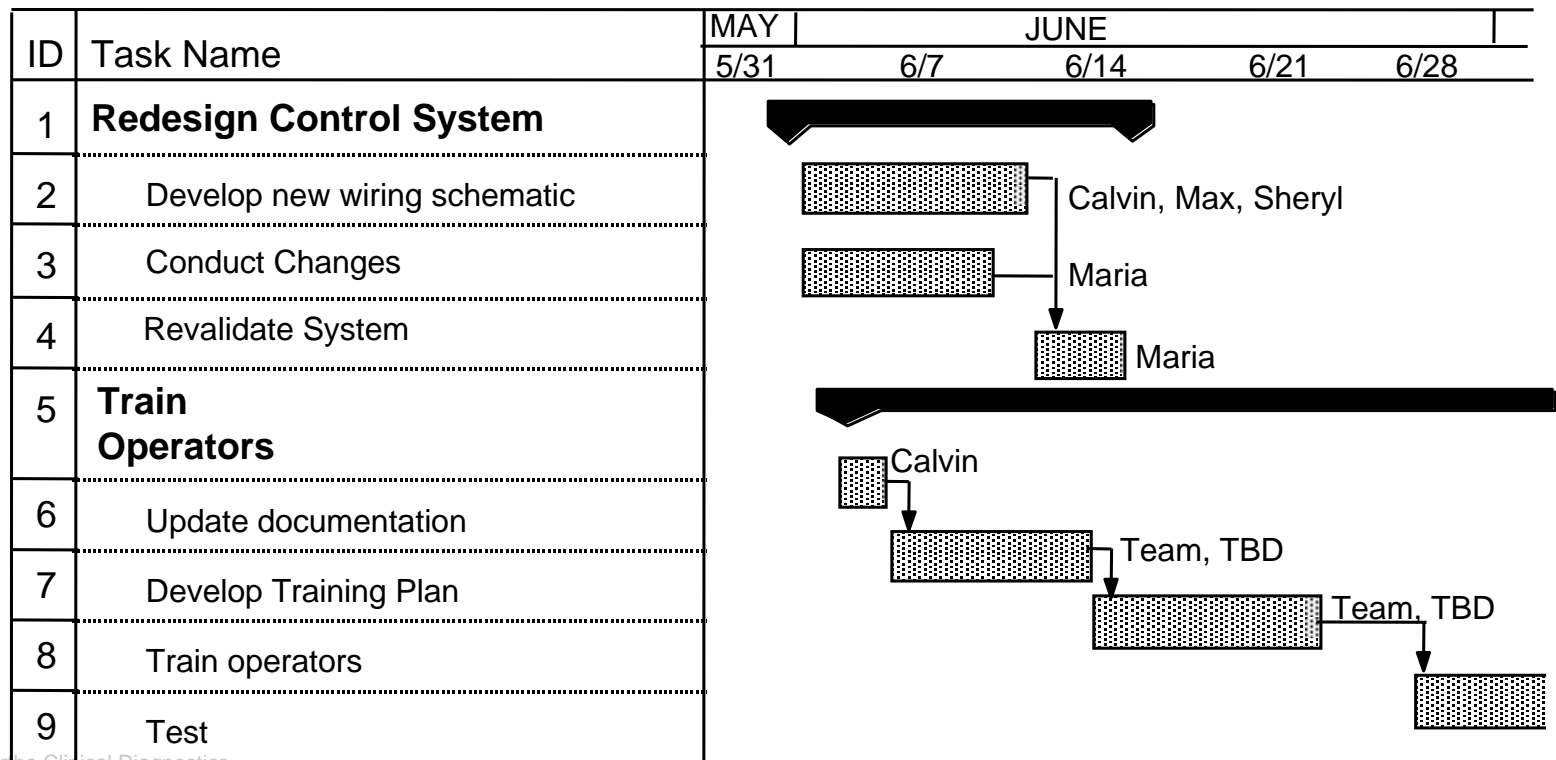 ID Task Name MAY JUNE
5/31 6/7 6/14 6/21 6/28
1 Redesign Control System
2 Develop new wiring schematic Calvin, Max, Sheryl
3 Conduct Changes Maria
4 Revalidate System Maria
5 Train
Operators
Calvin
6 Update documentation
Team, TBD
7 Develop Training Plan
Team, TBD
8 Train operators
9 Test
Clinical Diagnostics